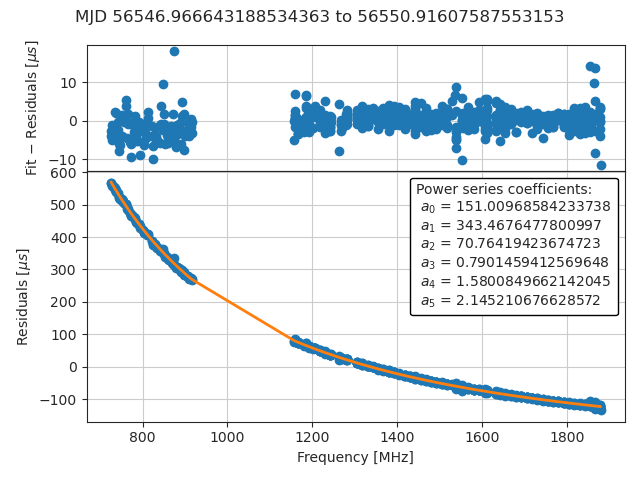 MJD 56546.966643188534363 to 56550.91607587553153
Fit − Residuals [μs]
10
0
−10
Residuals [μs]
600
500
400
300
200
100
0
−100
Power series coefficients:
a0 = 151.00968584233738
a1 = 343.4676477800997
a2 = 70.76419423674723
a3 = 0.7901459412569648
a4 = 1.5800849662142045
a5 = 2.145210676628572
800 1000 1200 1400 1600 1800
Frequency [MHz]